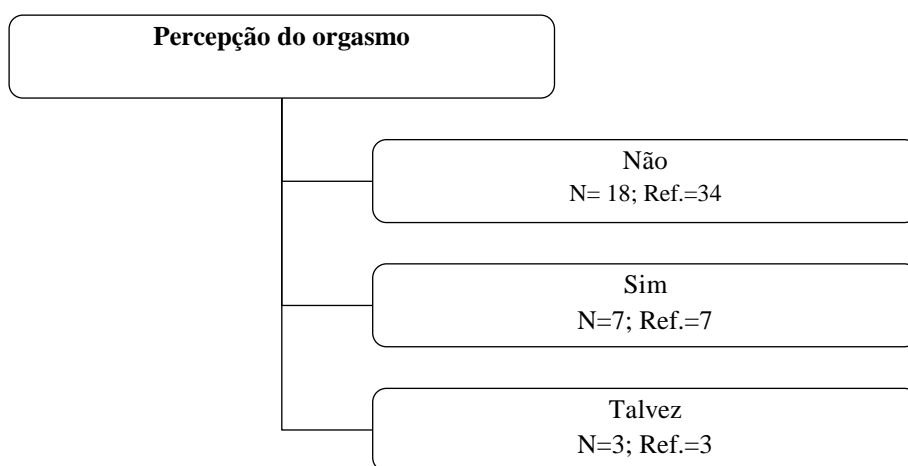 Percepção do orgasmo
Não
N= 18; Ref.=34
Sim
N=7; Ref.=7
Talvez
N=3; Ref.=3